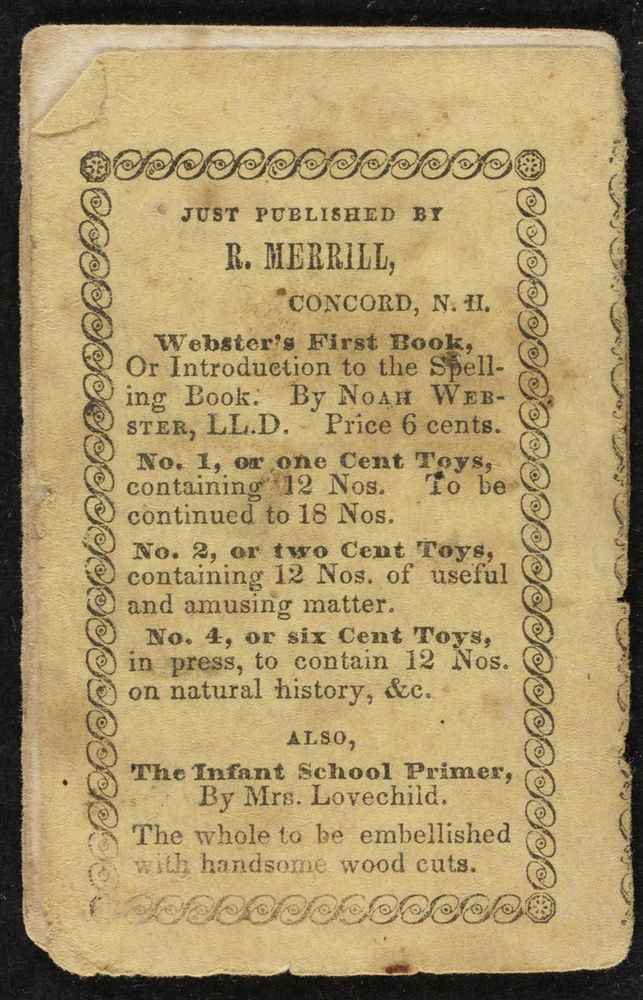 JUST PUBLISHED BY
R. MERRILL,
CONCORD, N. H.
Webster's First Book,
Or Introduction to the Spell-
ing Book. By NOAH WEB-
STER, LL.D. Price 6 cents.
No. 1, or one Cent Toys,
containing 12 Nos. To be
continued to 18 Nos.
No. 2, or two Cent Toys,
containing 12 Nos. of useful
and amusing matter.
No. 4, or six Cent Toys,
in press, to contain 12 Nos.
on natural history, &c.
ALSO,
The Infant School Primer,
By Mrs. Lovechild.
The whole to be embellished
with handsome wood cuts.